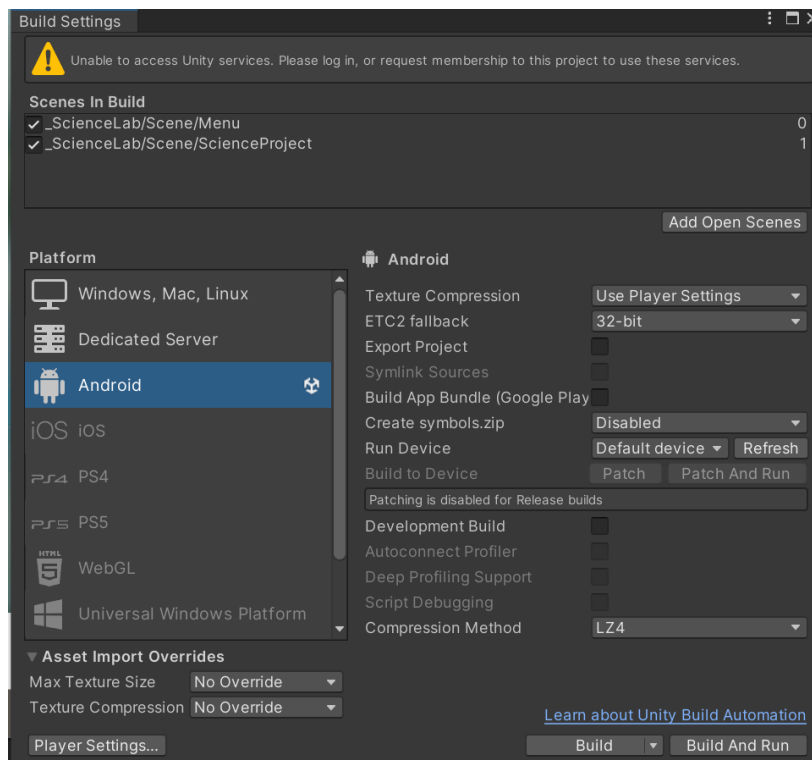 Build Settings
Unable to access Unity services. Please log in, or request membership to this project to use these services.
Scenes In Build
_ScienceLab/Scene/Menu 0
_ScienceLab/Scene/ScienceProject 1
Add Open Scenes
Platform
Windows, Mac, Linux
Dedicated Server
Android
iOS iOS
PS4 PS4
PS5 PS5
HTML 5 WebGL
Universal Windows Platform
Android
Texture Compression Use Player Settings
ETC2 fallback 32-bit
Export Project
Symlink Sources
Build App Bundle (Google Play
Create symbols.zip Disabled
Run Device Default device Refresh
Build to Device Patch Patch And Run
Patching is disabled for Release builds
Development Build
Autoconnect Profiler
Deep Profiling Support
Script Debugging
Compression Method LZ4
Asset Import Overrides
Max Texture Size No Override
Texture Compression No Override
Learn about Unity Build Automation
Player Settings... Build Build And Run